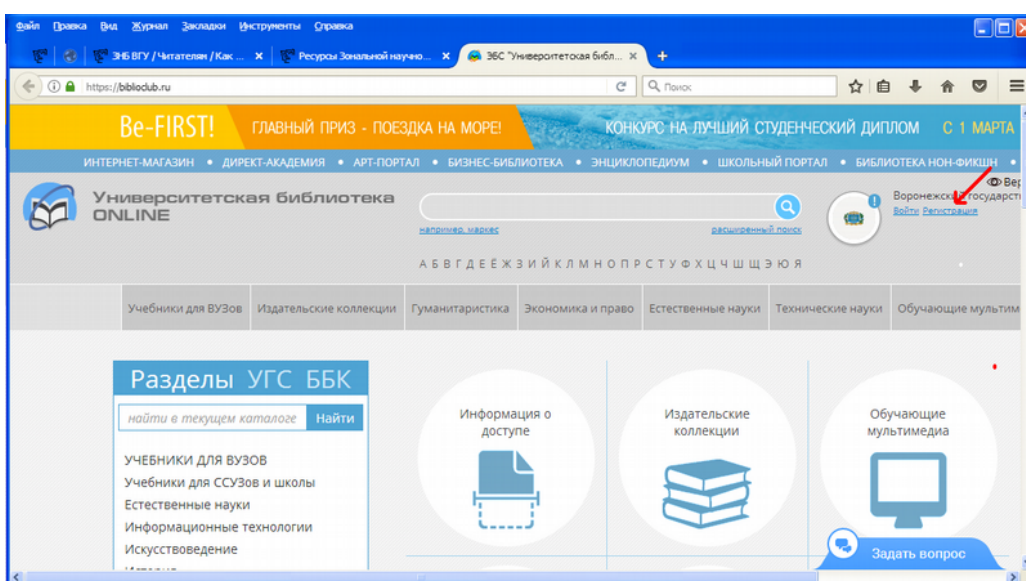 Файл Правка Вид Журнал Закладки Инструменты Справка
ЗНБ ВГУ / Читателям / Как ... Ресурсы Зональной научно... ЭБС "Университетская библ...
https://biblioclub.ru Поиск
Be-FIRST! ГЛАВНЫЙ ПРИЗ - ПОЕЗДКА НА МОРЕ! КОНКУРС НА ЛУЧШИЙ СТУДЕНЧЕСКИЙ ДИПЛОМ С 1 МАРТА
ИНТЕРНЕТ-МАГАЗИН • ДИРЕКТ-АКАДЕМИЯ • АРТ-ПОРТАЛ • БИЗНЕС-БИБЛИОТЕКА • ЭНЦИКЛОПЕДИУМ • ШКОЛЬНЫЙ ПОРТАЛ • БИБЛИОТЕКА НОН-ФИКШН •
Вер
Университетская библиотека
ONLINE
Воронежский государст
Войти Регистрация
например, маркес расширенный поиск
А Б В Г Д Е Ё Ж З И Й К Л М Н О П Р С Т У Ф Х Ц Ч Ш Щ Э Ю Я
Учебники для ВУЗов Издательские коллекции Гуманитаристика Экономика и право Естественные науки Технические науки Обучающие мультим
Разделы УГС ББК
найти в текущем каталоге Найти
УЧЕБНИКИ ДЛЯ ВУЗОВ
Учебники для ССУЗов и школы
Естественные науки
Информационные технологии
Искусствоведение
Информация о
доступе
Издательские
коллекции
Обучающие
мультимедиа
Задать вопрос